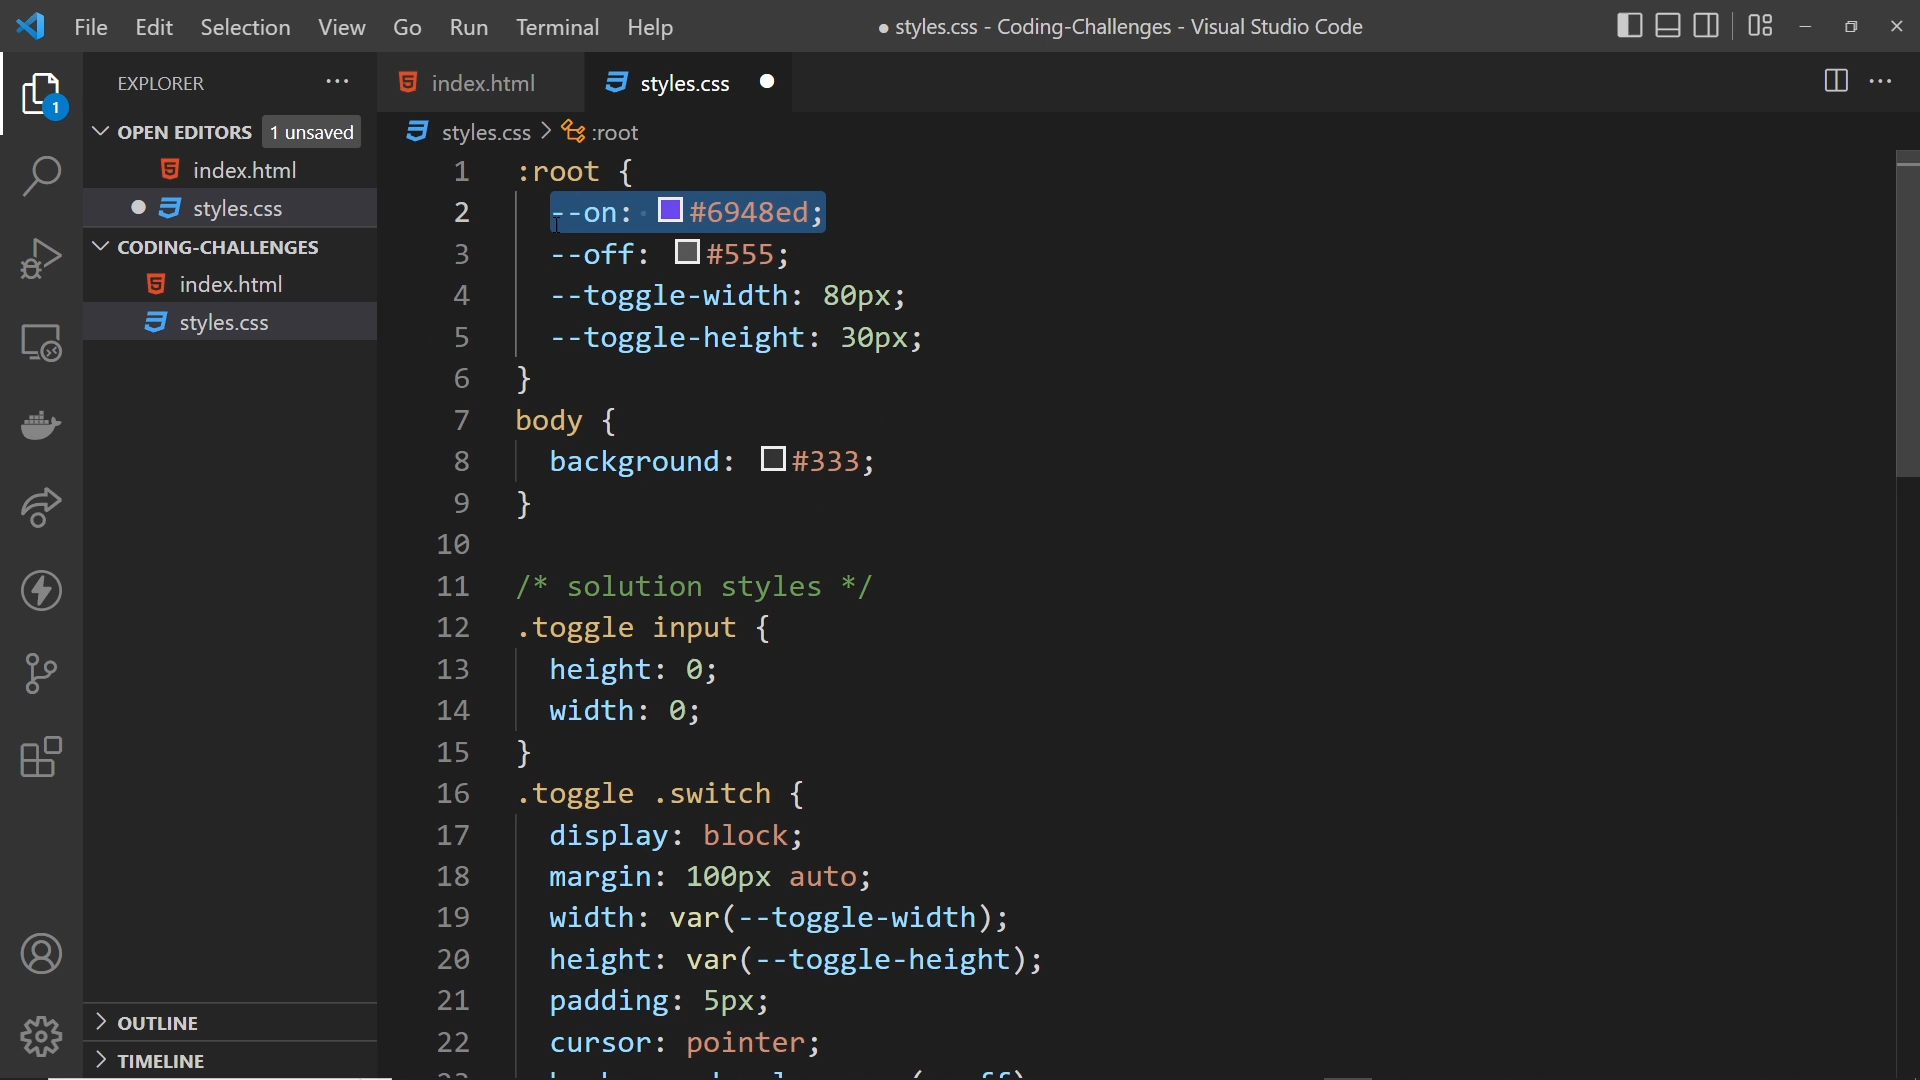 File Edit Selection View Go Run Terminal Help
● styles.css - Coding-Challenges - Visual Studio Code
1
EXPLORER
OPEN EDITORS 1 unsaved
index.html
styles.css
CODING-CHALLENGES
index.html
styles.css
OUTLINE
TIMELINE
index.html styles.css
styles.css > :root
1 :root {
2 --on: #6948ed;
3 --off: #555;
4 --toggle-width: 80px;
5 --toggle-height: 30px;
6 }
7 body {
8 background: #333;
9 }
10
11 /* solution styles */
12 .toggle input {
13 height: 0;
14 width: 0;
15 }
16 .toggle .switch {
17 display: block;
18 margin: 100px auto;
19 width: var(--toggle-width);
20 height: var(--toggle-height);
21 padding: 5px;
22 cursor: pointer;